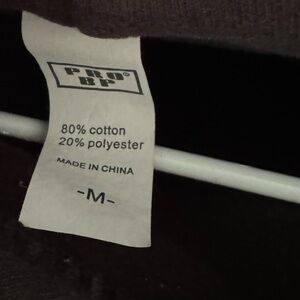 PRO®
BP
80% cotton
20% polyester
MADE IN CHINA
-M-